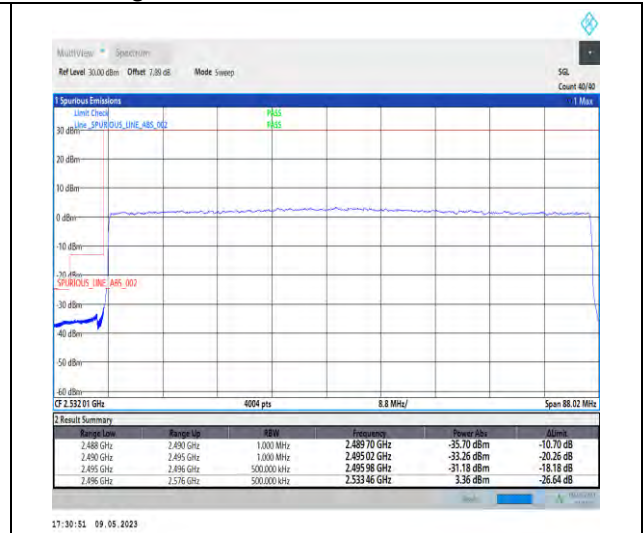 MultiView Spectrum
Ref Level 30.00 dBm Offset 7.89 dB Mode Sweep SGL
Count 40/40
1 Spurious Emissions 1 Max
Limit Check PASS
Line _SPURIOUS_LINE_ABS_002 PASS
30 dBm
20 dBm
10 dBm
0 dBm
-10 dBm
-20 dBm
SPURIOUS_LINE_ABS_002
-30 dBm
-40 dBm
-50 dBm
-60 dBm
CF 2.532 01 GHz 4004 pts 8.8 MHz/ Span 88.02 MHz
2 Result Summary
Range Low Range Up RBW Frequency Power Abs ΔLimit
2.488 GHz 2.490 GHz 1.000 MHz 2.489 70 GHz -35.70 dBm -10.70 dB
2.490 GHz 2.495 GHz 1.000 MHz 2.495 02 GHz -33.26 dBm -20.26 dB
2.495 GHz 2.496 GHz 500.000 kHz 2.495 98 GHz -31.18 dBm -18.18 dB
2.496 GHz 2.576 GHz 500.000 kHz 2.533 46 GHz 3.36 dBm -26.64 dB
17:30:51 09.05.2023